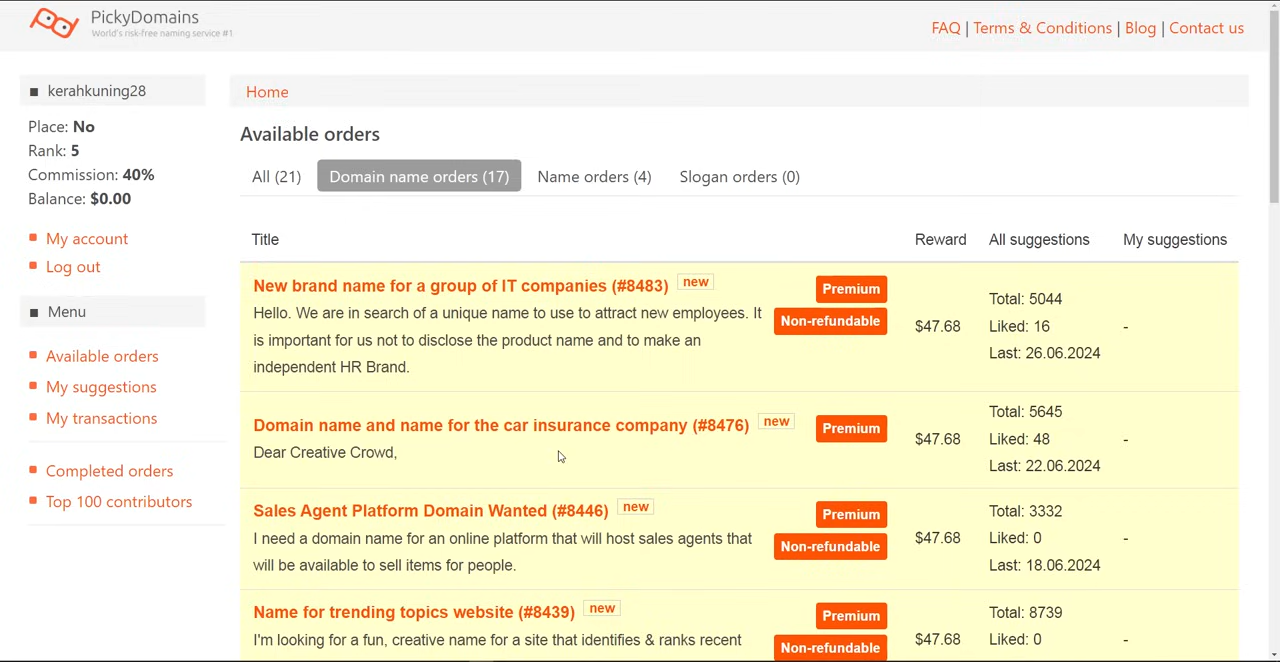 PickyDomains
World's risk-free naming service #1
FAQ | Terms & Conditions | Blog | Contact us
kerahkuning28
Place: No
Rank: 5
Commission: 40%
Balance: $0.00
My account
Log out
Menu
Available orders
My suggestions
My transactions
Completed orders
Top 100 contributors
Home
Available orders
All (21) Domain name orders (17) Name orders (4) Slogan orders (0)
Title Reward All suggestions My suggestions
New brand name for a group of IT companies (#8483) new
Hello. We are in search of a unique name to use to attract new employees. It
is important for us not to disclose the product name and to make an
independent HR Brand.
Premium
Non-refundable
$47.68
Total: 5044
Liked: 16
Last: 26.06.2024
-
Domain name and name for the car insurance company (#8476) new
Dear Creative Crowd,
Premium
$47.68
Total: 5645
Liked: 48
Last: 22.06.2024
-
Sales Agent Platform Domain Wanted (#8446) new
I need a domain name for an online platform that will host sales agents that
will be available to sell items for people.
Premium
Non-refundable
$47.68
Total: 3332
Liked: 0
Last: 18.06.2024
-
Name for trending topics website (#8439) new
I'm looking for a fun, creative name for a site that identifies & ranks recent
Premium
Non-refundable
$47.68
Total: 8739
Liked: 0
-